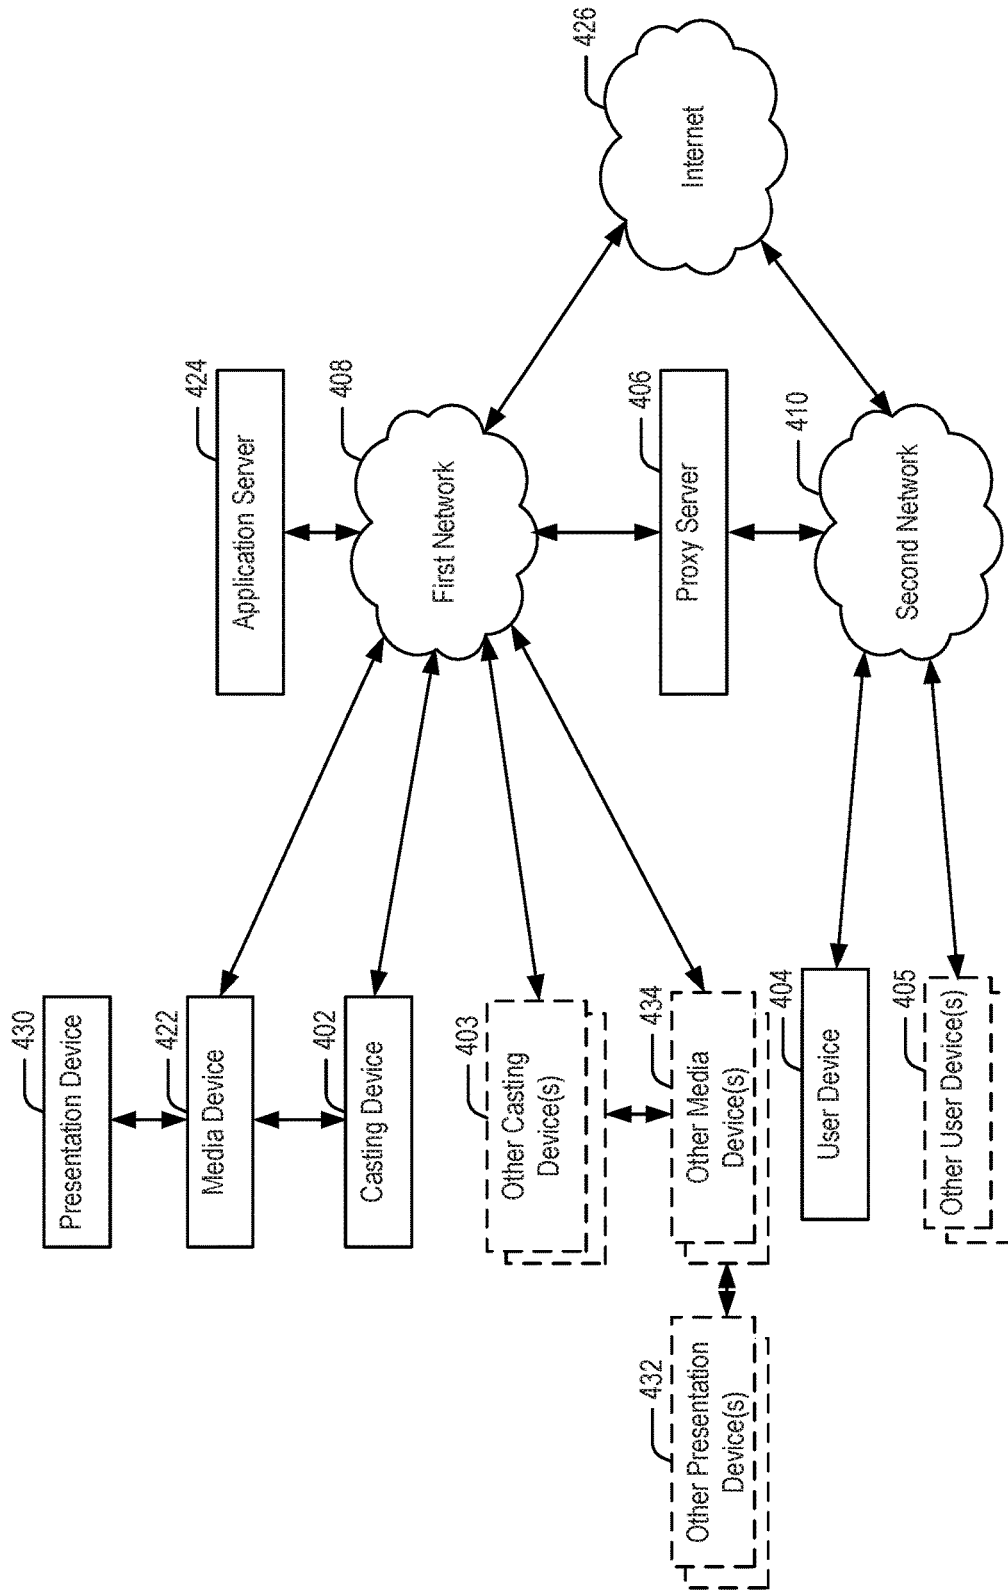 430
Presentation Device
422
Media Device
402
Casting Device
403
Other Casting
Device(s)
432
Other Presentation
Device(s)
434
Other Media
Device(s)
404
User Device
405
Other User Device(s)
424
Application Server
408
First Network
406
Proxy Server
410
Second Network
426
Internet